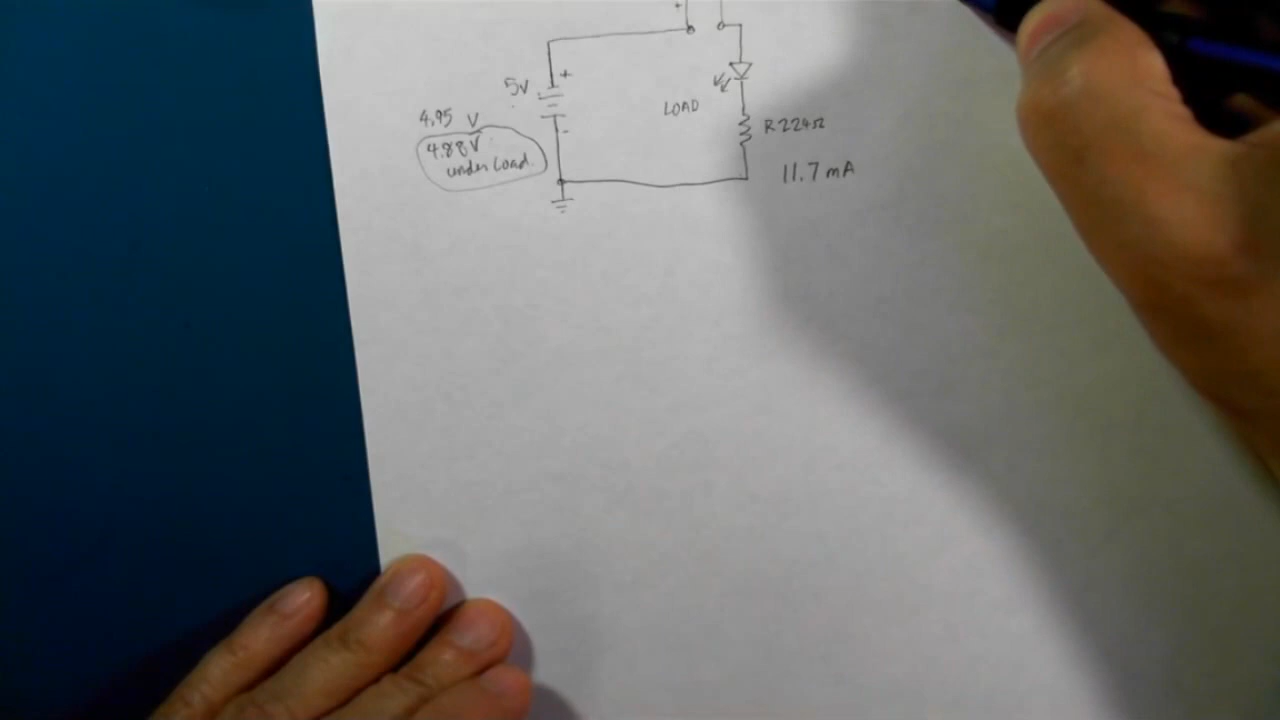 +
5V +
LOAD
R 224Ω
4.95 V
4.88V
under load.
-
11.7 mA